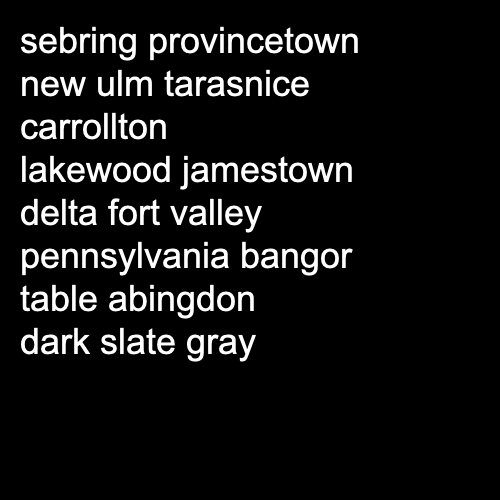 sebring provincetown
new ulm tarasnice
carrollton
lakewood jamestown
delta fort valley
pennsylvania bangor
table abingdon
dark slate gray